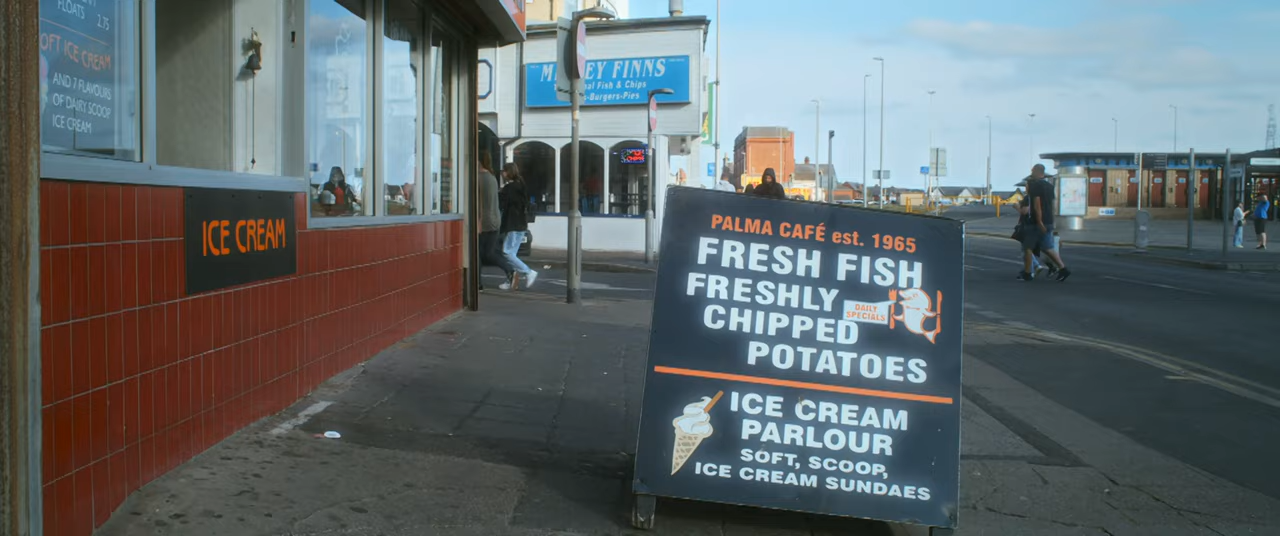 FLOATS 2.75
SOFT ICE CREAM
AND 7 FLAVOURS
OF DAIRY SCOOP
ICE CREAM
ICE CREAM
FINNS
Fish & Chips
-Burgers-Pies
PALMA CAFÉ est. 1965
FRESH FISH
FRESHLY
CHIPPED
POTATOES
DAILY
SPECIALS
ICE CREAM
PARLOUR
SOFT, SCOOP,
ICE CREAM SUNDAES